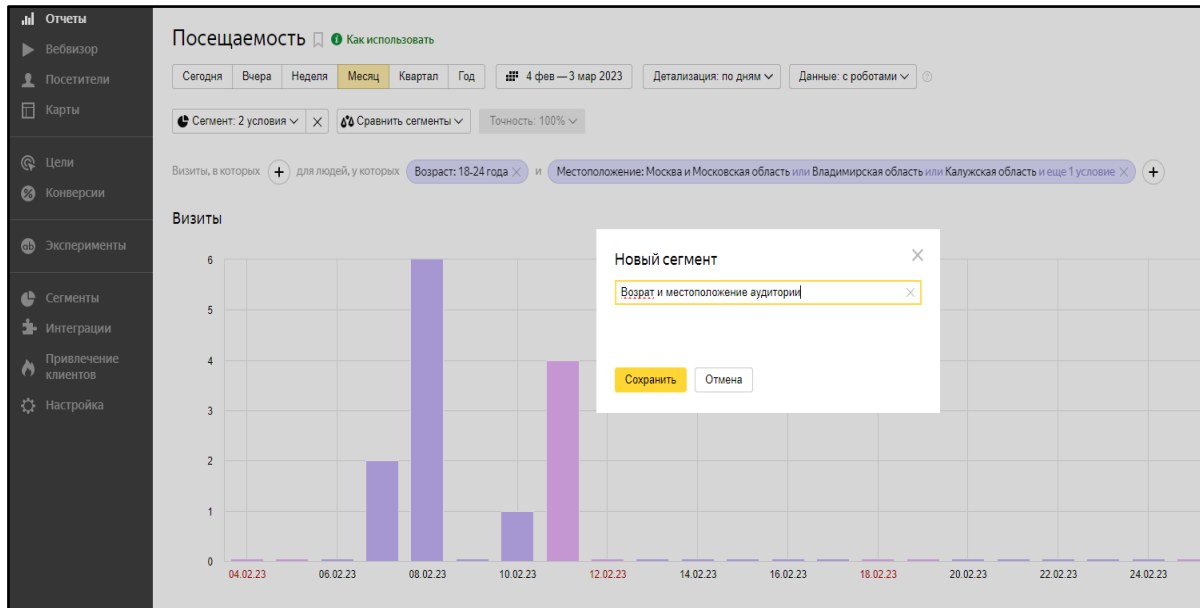 Отчеты
Вебвизор
Посетители
Карты
Цели
Конверсии
Эксперименты
Сегменты
Интеграции
Привлечение
клиентов
Настройка
Посещаемость Как использовать
Сегодня Вчера Неделя Месяц Квартал Год 4 фев — 3 мар 2023 Детализация: по дням Данные: с роботами ?
Сегмент: 2 условия × Сравнить сегменты Точность: 100%
Визиты, в которых + для людей, у которых Возраст: 18-24 года × и Местоположение: Москва и Московская область или Владимирская область или Калужская область и еще 1 условие × +
Визиты
Новый сегмент ×
Возрат и местоположение аудитории ×
Сохранить Отмена
6
5
4
3
2
1
0
04.02.23 06.02.23 08.02.23 10.02.23 12.02.23 14.02.23 16.02.23 18.02.23 20.02.23 22.02.23 24.02.23